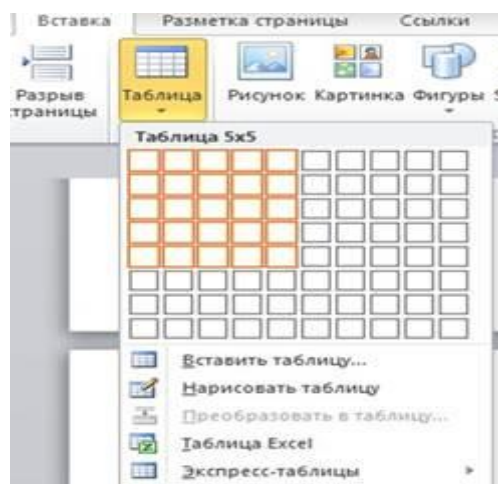 Вставка Разметка страницы Ссылки
Разрыв страницы Таблица Рисунок Картинка Фигуры
Таблица 5x5
Вставить таблицу...
Нарисовать таблицу
Преобразовать в таблицу...
Таблица Excel
Экспресс-таблицы